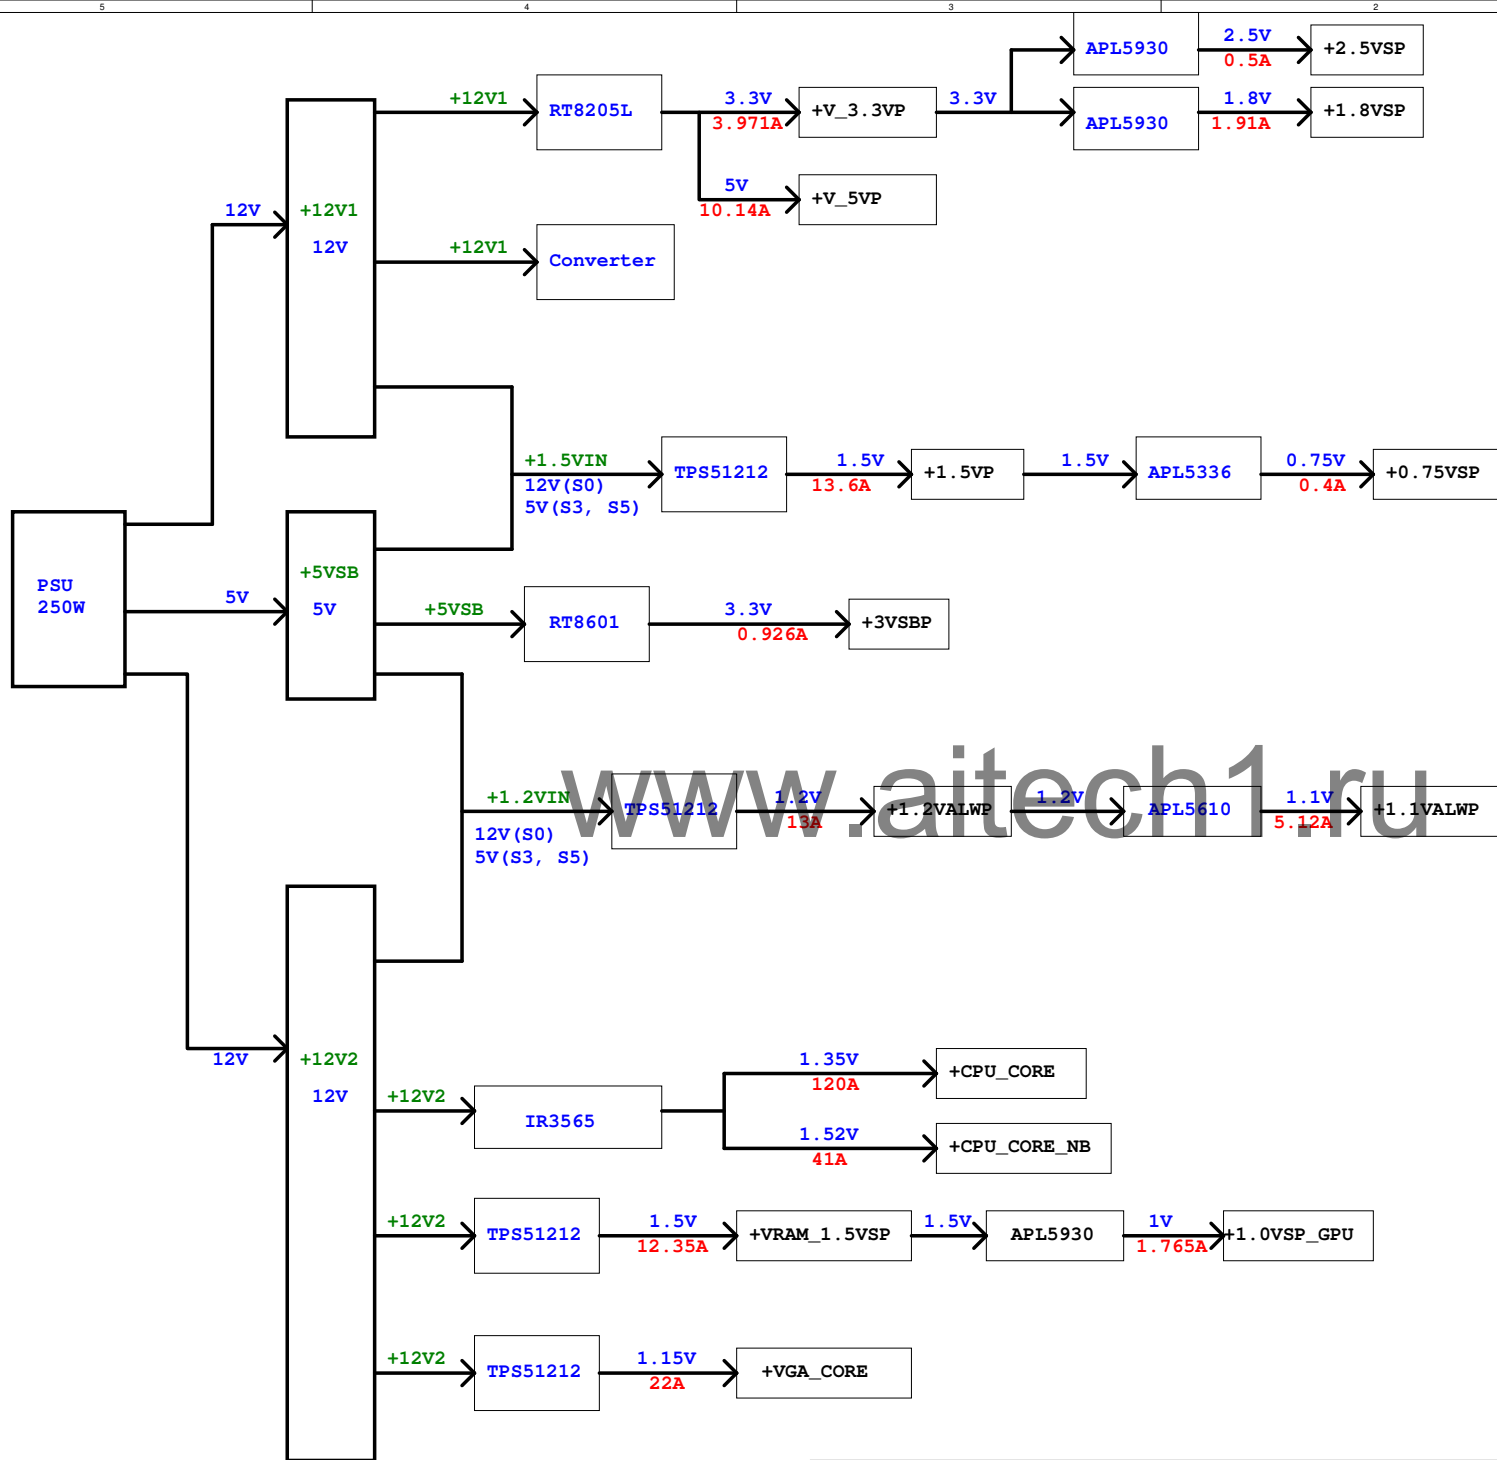 5 4 3 2
APL5930 2.5V 0.5A +2.5VSP
+12V1 RT8205L 3.3V 3.971A +V_3.3VP 3.3V APL5930 1.8V 1.91A +1.8VSP
5V 10.14A +V_5VP
12V +12V1
12V
+12V1 Converter
+1.5VIN
12V(S0)
5V(S3, S5)
TPS51212 1.5V 13.6A +1.5VP 1.5V APL5336 0.75V 0.4A +0.75VSP
PSU
250W
5V
+5VSB
5V
+5VSB RT8601 3.3V 0.926A +3VSBP
www.aitech1.ru
+1.2VIN
12V(S0)
5V(S3, S5)
TPS51212 1.2V 13A +1.2VALWP 1.2V APL5610 1.1V 5.12A +1.1VALWP
12V
+12V2
12V
+12V2 IR3565
1.35V 120A +CPU_CORE
1.52V 41A +CPU_CORE_NB
+12V2 TPS51212 1.5V 12.35A +VRAM_1.5VSP 1.5V APL5930 1V 1.765A +1.0VSP_GPU
+12V2 TPS51212 1.15V 22A +VGA_CORE